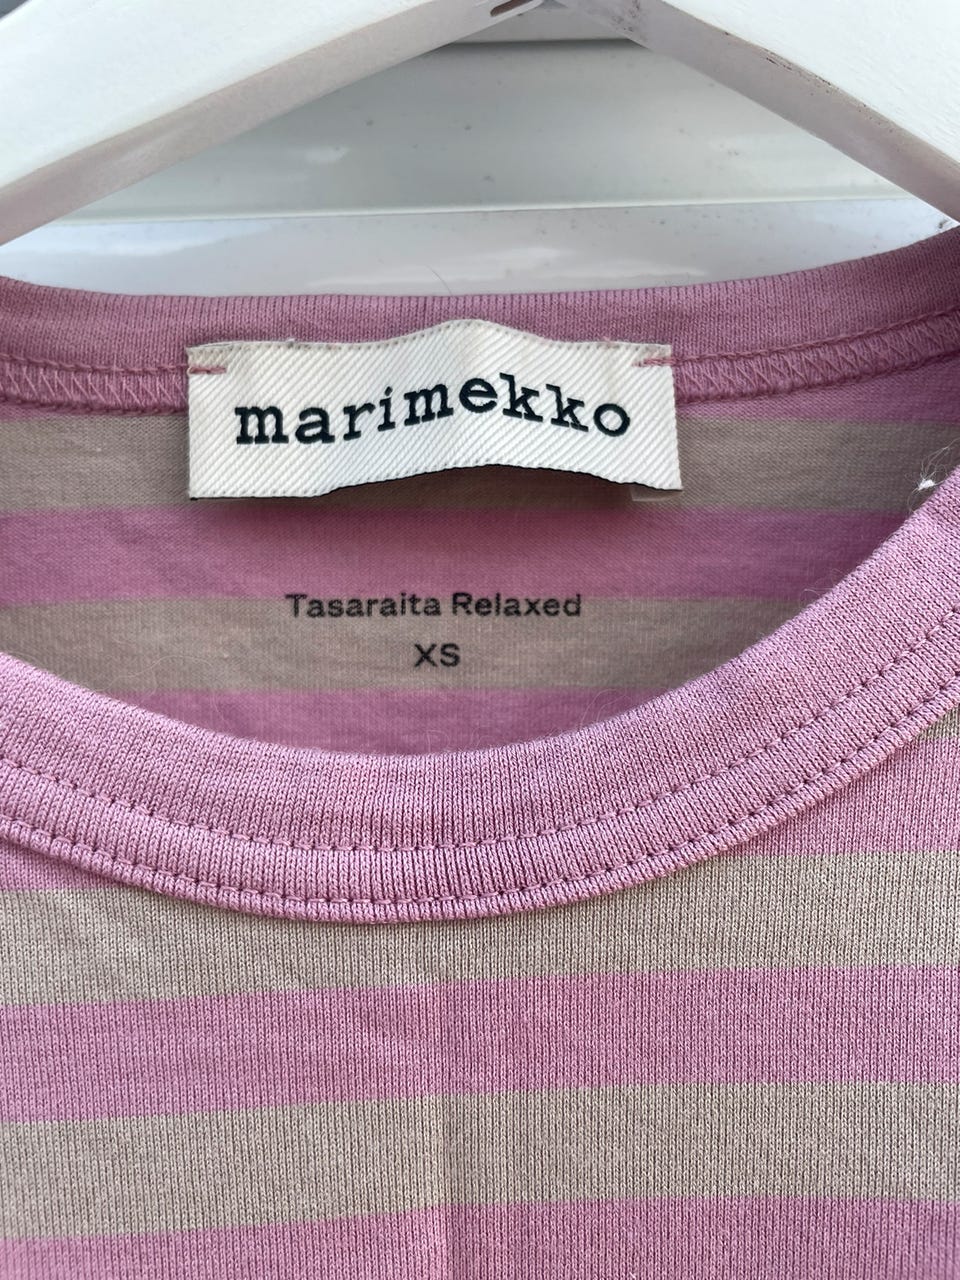 marimekko
Tasaraita Relaxed
XS